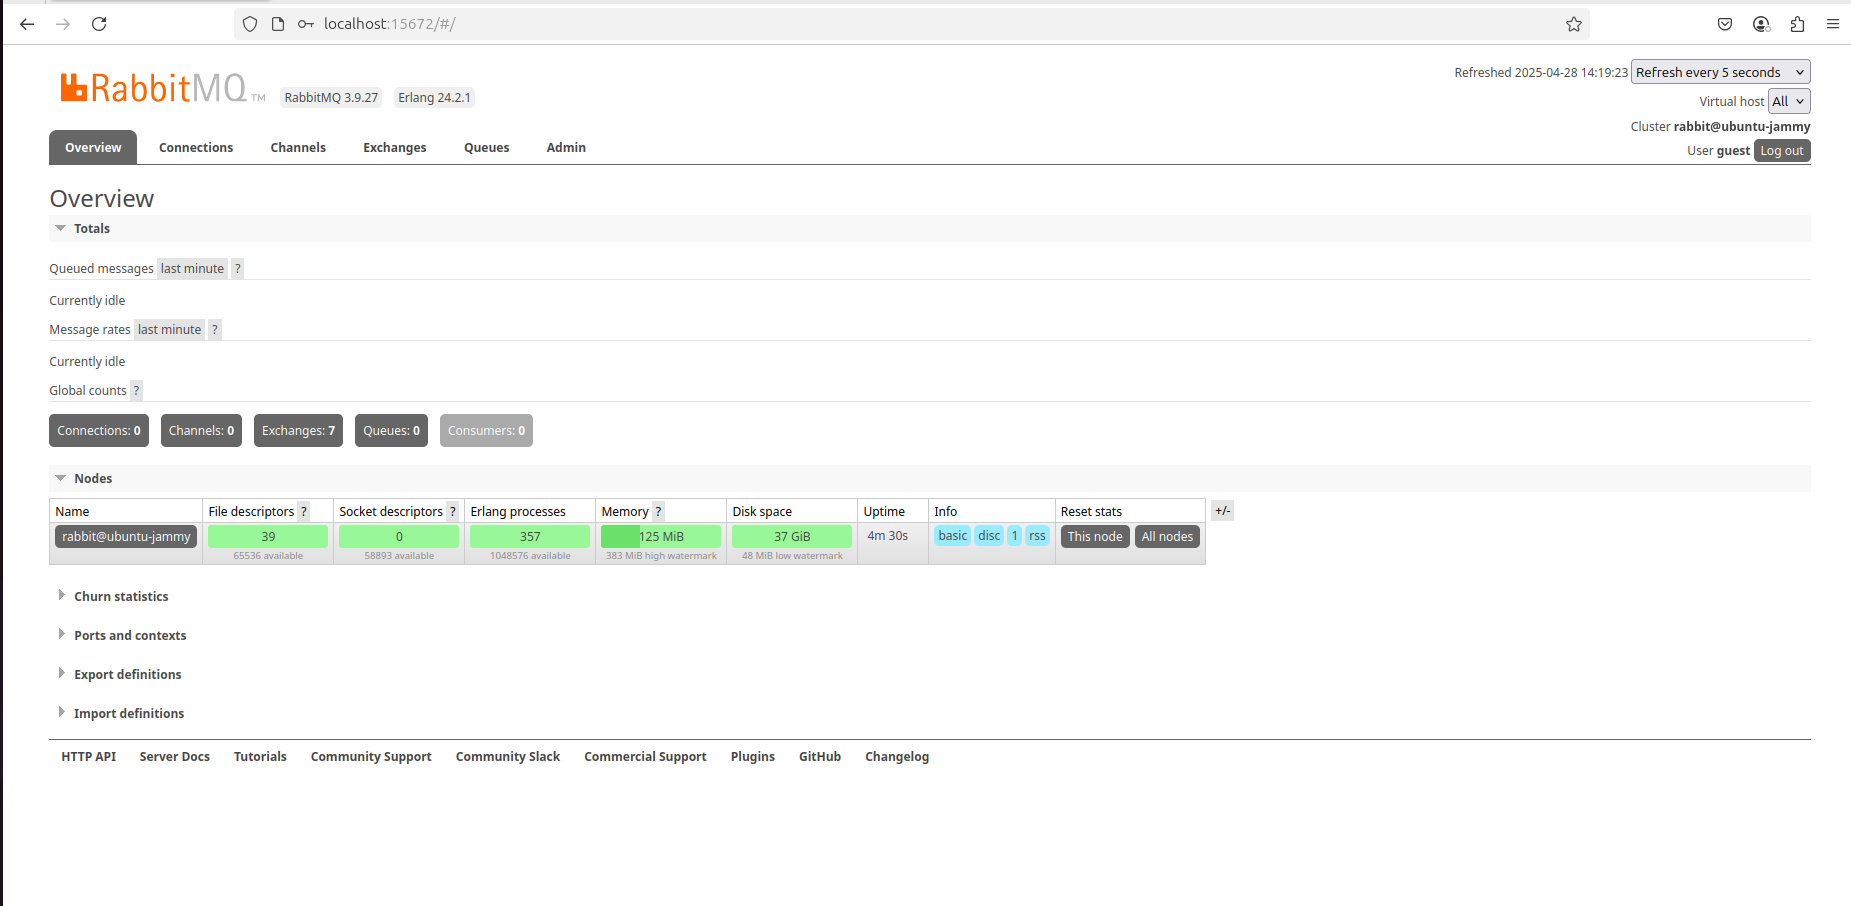 localhost:15672/#/
RabbitMQ TM RabbitMQ 3.9.27 Erlang 24.2.1
Refreshed 2025-04-28 14:19:23 Refresh every 5 seconds
Virtual host All
Cluster rabbit@ubuntu-jammy
User guest Log out
Overview Connections Channels Exchanges Queues Admin
Overview
Totals
Queued messages last minute ?
Currently idle
Message rates last minute ?
Currently idle
Global counts ?
Connections: 0 Channels: 0 Exchanges: 7 Queues: 0 Consumers: 0
Nodes
Name File descriptors ? Socket descriptors ? Erlang processes Memory ? Disk space Uptime Info Reset stats +/-
rabbit@ubuntu-jammy 39 0 357 125 MiB 37 GiB 4m 30s basic disc 1 rss This node All nodes
65536 available 58893 available 1048576 available 383 MiB high watermark 48 MiB low watermark
Churn statistics
Ports and contexts
Export definitions
Import definitions
HTTP API Server Docs Tutorials Community Support Community Slack Commercial Support Plugins GitHub Changelog